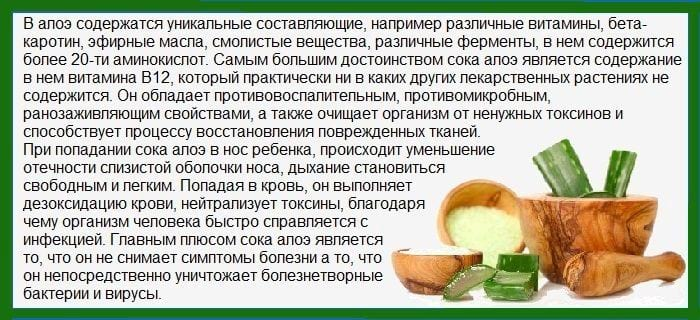 В алоэ содержатся уникальные составляющие, например различные витамины, бета-
каротин, эфирные масла, смолистые вещества, различные ферменты, в нем содержится
более 20-ти аминокислот. Самым большим достоинством сока алоэ является содержание
в нем витамина В12, который практически ни в каких других лекарственных растениях не
содержится. Он обладает противовоспалительным, противомикробным,
ранозаживляющим свойствами, а также очищает организм от ненужных токсинов и
способствует процессу восстановления поврежденных тканей.
При попадании сока алоэ в нос ребенка, происходит уменьшение
отечности слизистой оболочки носа, дыхание становиться
свободным и легким. Попадая в кровь, он выполняет
дезоксидацию крови, нейтрализует токсины, благодаря
чему организм человека быстро справляется с
инфекцией. Главным плюсом сока алоэ является
то, что он не снимает симптомы болезни а то, что
он непосредственно уничтожает болезнетворные
бактерии и вирусы.